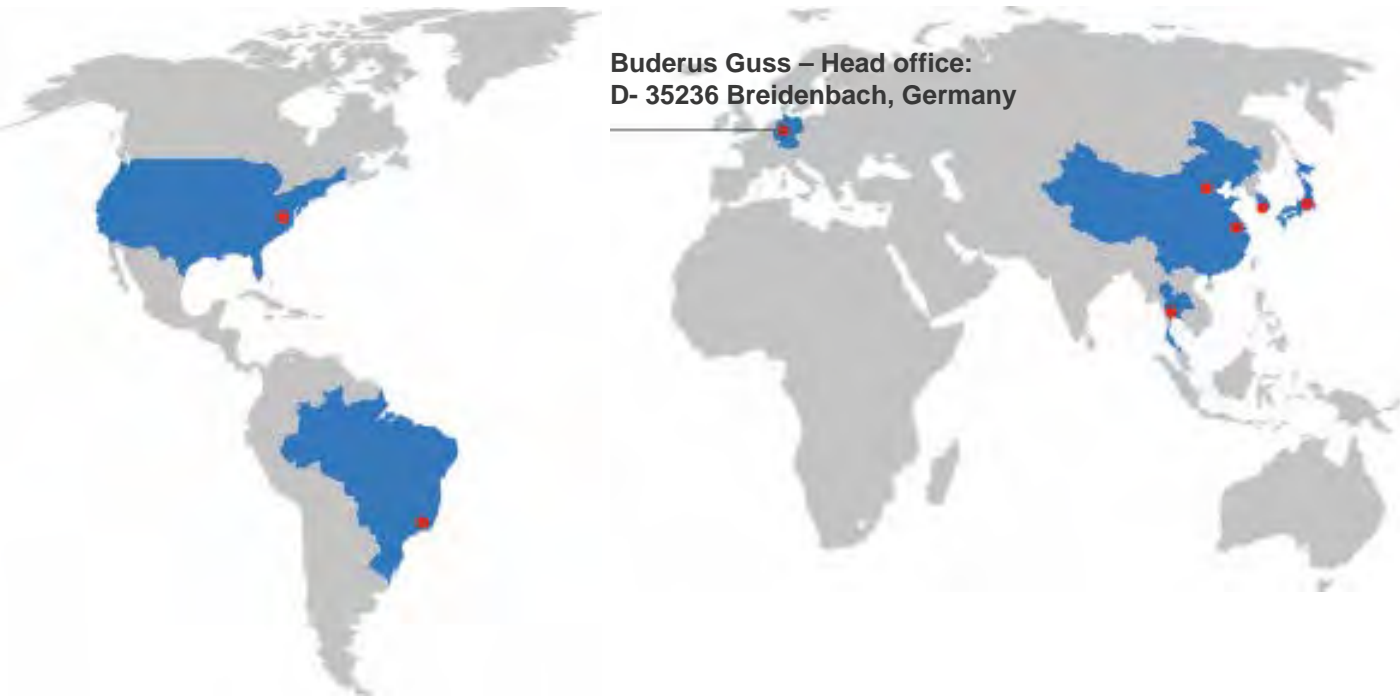 Buderus Guss – Head office:
D- 35236 Breidenbach, Germany